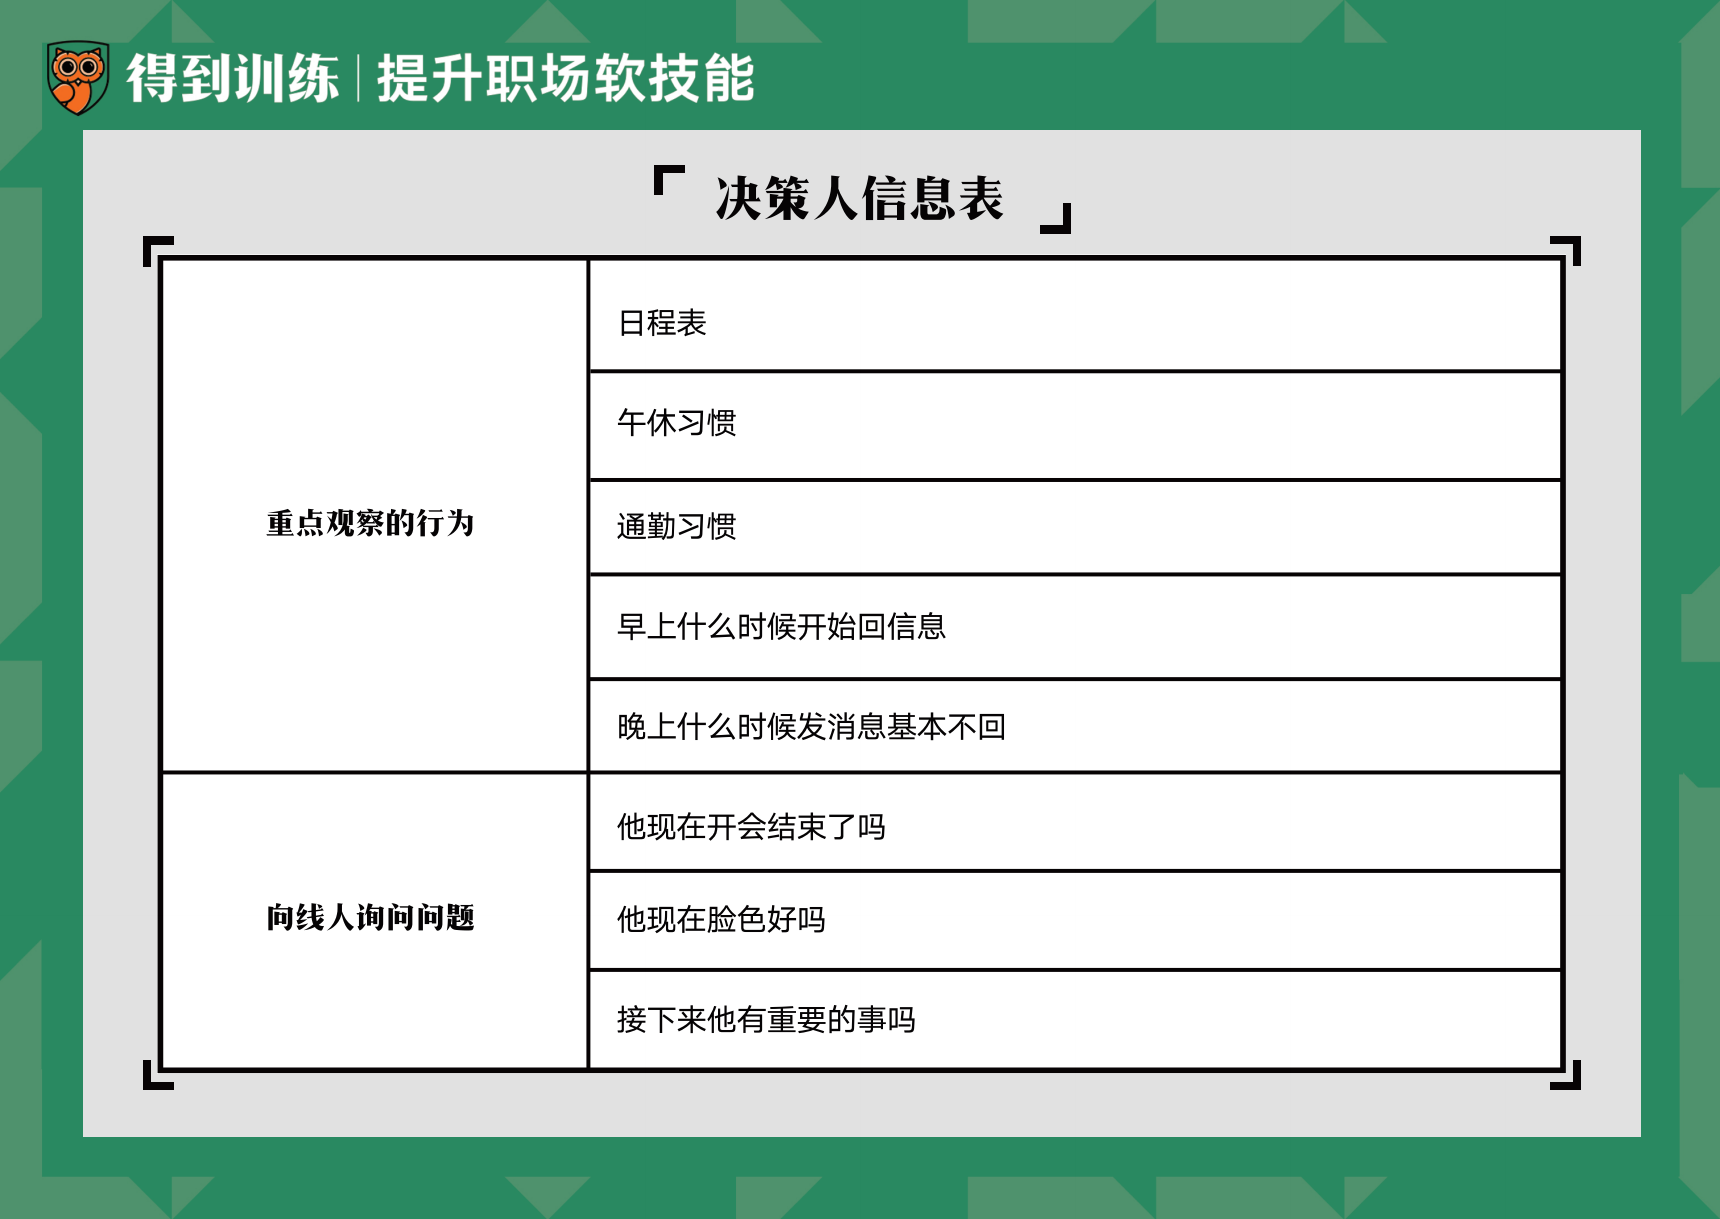 得到训练｜提升职场软技能
决策人信息表
重点观察的行为
日程表
午休习惯
通勤习惯
早上什么时候开始回信息
晚上什么时候发消息基本不回
向线人询问问题
他现在开会结束了吗
他现在脸色好吗
接下来他有重要的事吗